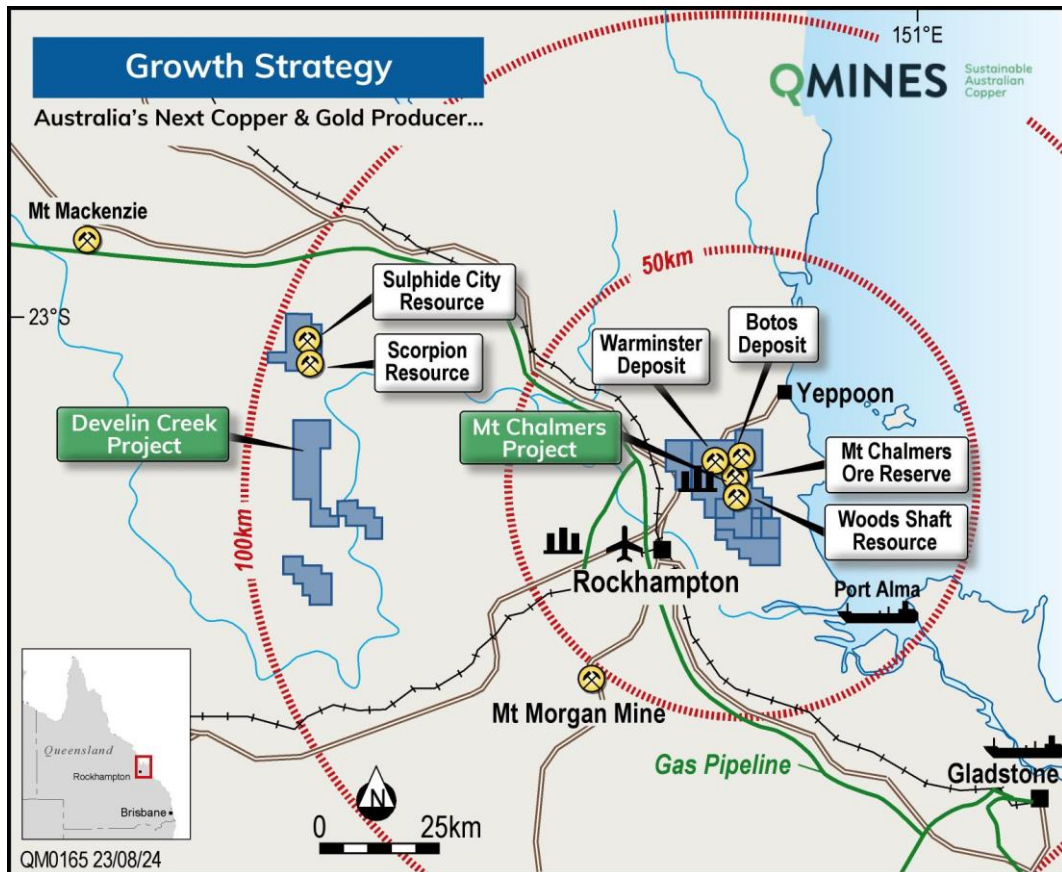 151°E
Growth Strategy
Australia's Next Copper & Gold Producer...
QMINES
Sustainable
Australian
Copper
Mt Mackenzie
50km
23°S
Sulphide City
Resource
Scorpion
Resource
Warminster
Deposit
Botos
Deposit
Yeppoon
Develin Creek
Project
Mt Chalmers
Project
Mt Chalmers
Ore Reserve
100km
Woods Shaft
Resource
Rockhampton
Port Alma
Mt Morgan Mine
Gas Pipeline
Gladstone
Queensland
Rockhampton
Brisbane
N
0 25km
QM0165 23/08/24